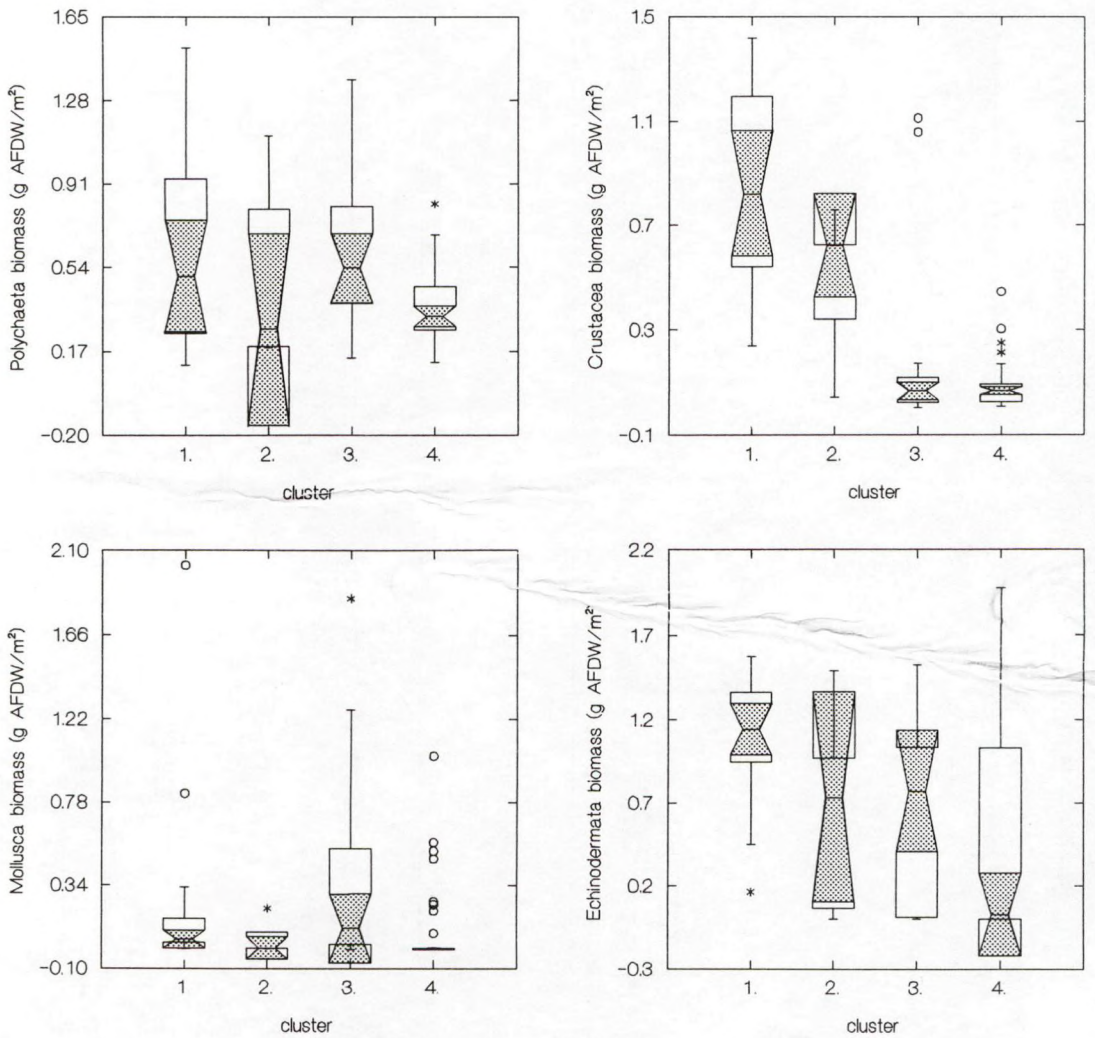 Polychaeta biomass (g AFDW/m²)
1.65
1.28
0.91
0.54
0.17
−0.20
1. 2. 3. 4.
cluster
Crustacea biomass (g AFDW/m²)
1.5
1.1
0.7
0.3
−0.1
1. 2. 3. 4.
cluster
Mollusca biomass (g AFDW/m²)
2.10
1.66
1.22
0.78
0.34
−0.10
1. 2. 3. 4.
cluster
Echinodermata biomass (g AFDW/m²)
2.2
1.7
1.2
0.7
0.2
−0.3
1. 2. 3. 4.
cluster